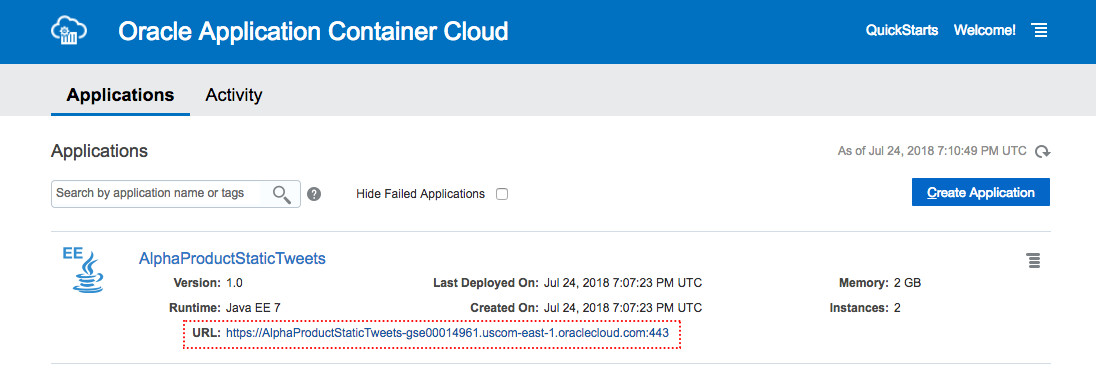 Oracle Application Container Cloud
QuickStarts Welcome!
Applications Activity
Applications
As of Jul 24, 2018 7:10:49 PM UTC
Search by application name or tags ?
Hide Failed Applications
Create Application
EE
AlphaProductStaticTweets
Version: 1.0 Last Deployed On: Jul 24, 2018 7:07:23 PM UTC Memory: 2 GB
Runtime: Java EE 7 Created On: Jul 24, 2018 7:07:23 PM UTC Instances: 2
URL: https://AlphaProductStaticTweets-gse00014961.uscom-east-1.oraclecloud.com:443